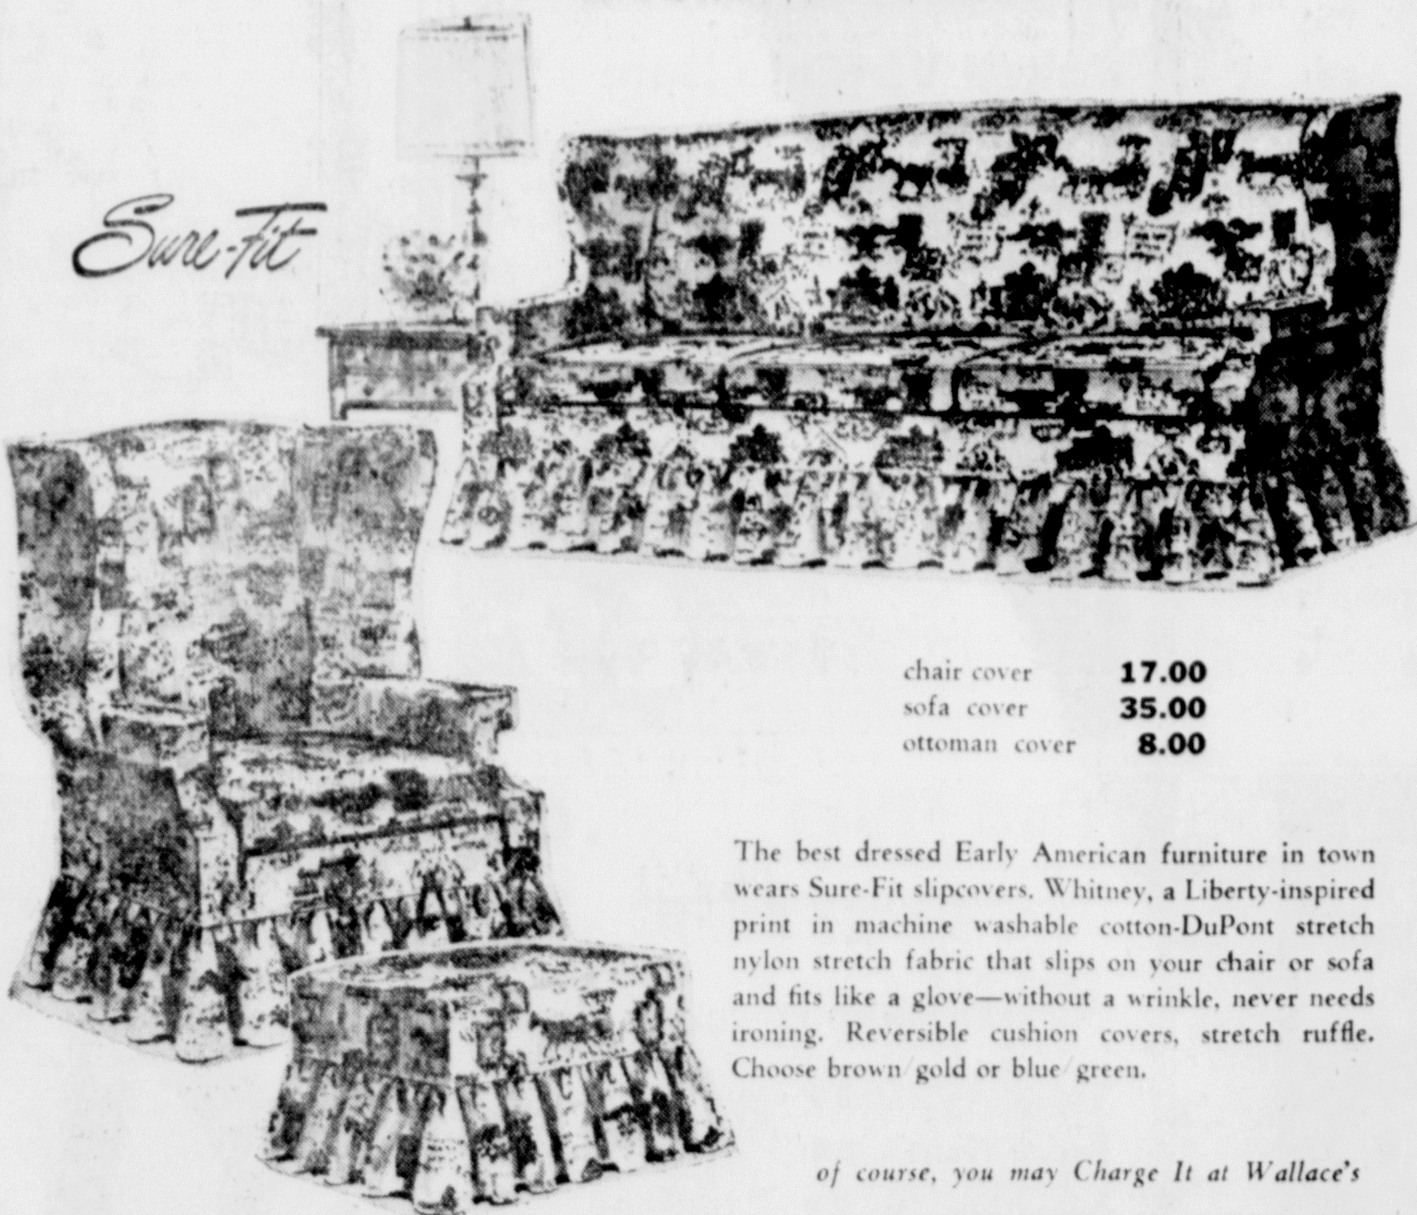 Sure-Fit
chair cover 17.00
sofa cover 35.00
ottoman cover 8.00
The best dressed Early American furniture in town
wears Sure-Fit slipcovers. Whitney, a Liberty-inspired
print in machine washable cotton-DuPont stretch
nylon stretch fabric that slips on your chair or sofa
and fits like a glove—without a wrinkle, never needs
ironing. Reversible cushion covers, stretch ruffle.
Choose brown/gold or blue/green.
of course, you may Charge It at Wallace's